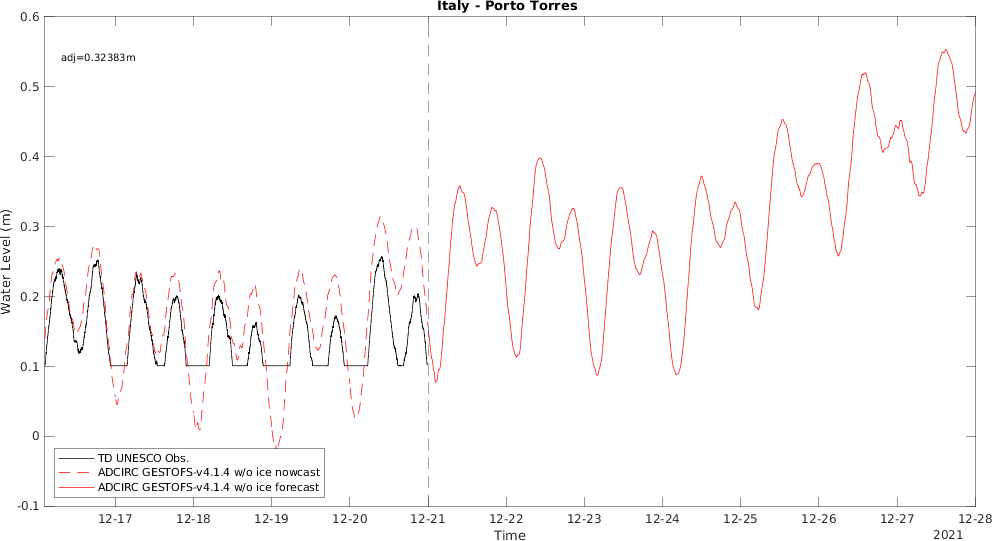 Italy - Porto Torres
0.6
adj=0.32383m
0.5
0.4
0.3
0.2
0.1
0
-0.1
Water Level (m)
TD UNESCO Obs.
ADCIRC GESTOFS-v4.1.4 w/o ice nowcast
ADCIRC GESTOFS-v4.1.4 w/o ice forecast
12-17 12-18 12-19 12-20 12-21 12-22 12-23 12-24 12-25 12-26 12-27 12-28
Time
2021